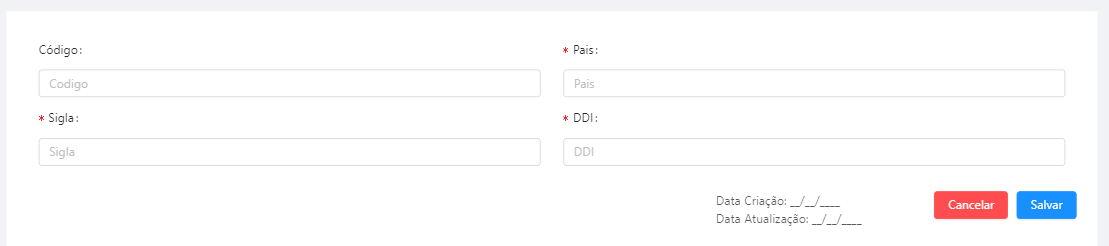 Código:
* Pais:
Codigo
Pais
* Sigla:
* DDI:
Sigla
DDI
Data Criação: __/__/____
Data Atualização: __/__/____
Cancelar
Salvar